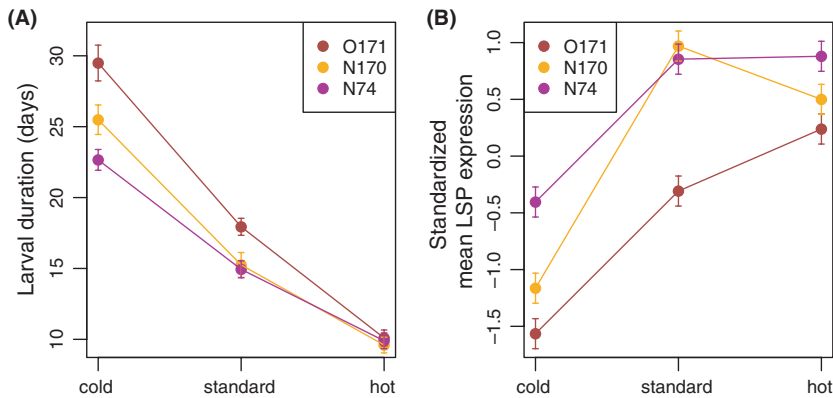 (A)
O171
N170
N74
Larval duration (days)
30
25
20
15
10
cold
standard
hot
(B)
O171
N170
N74
Standardized
mean LSP expression
1.0
0.5
0.0
−0.5
−1.0
−1.5
cold
standard
hot